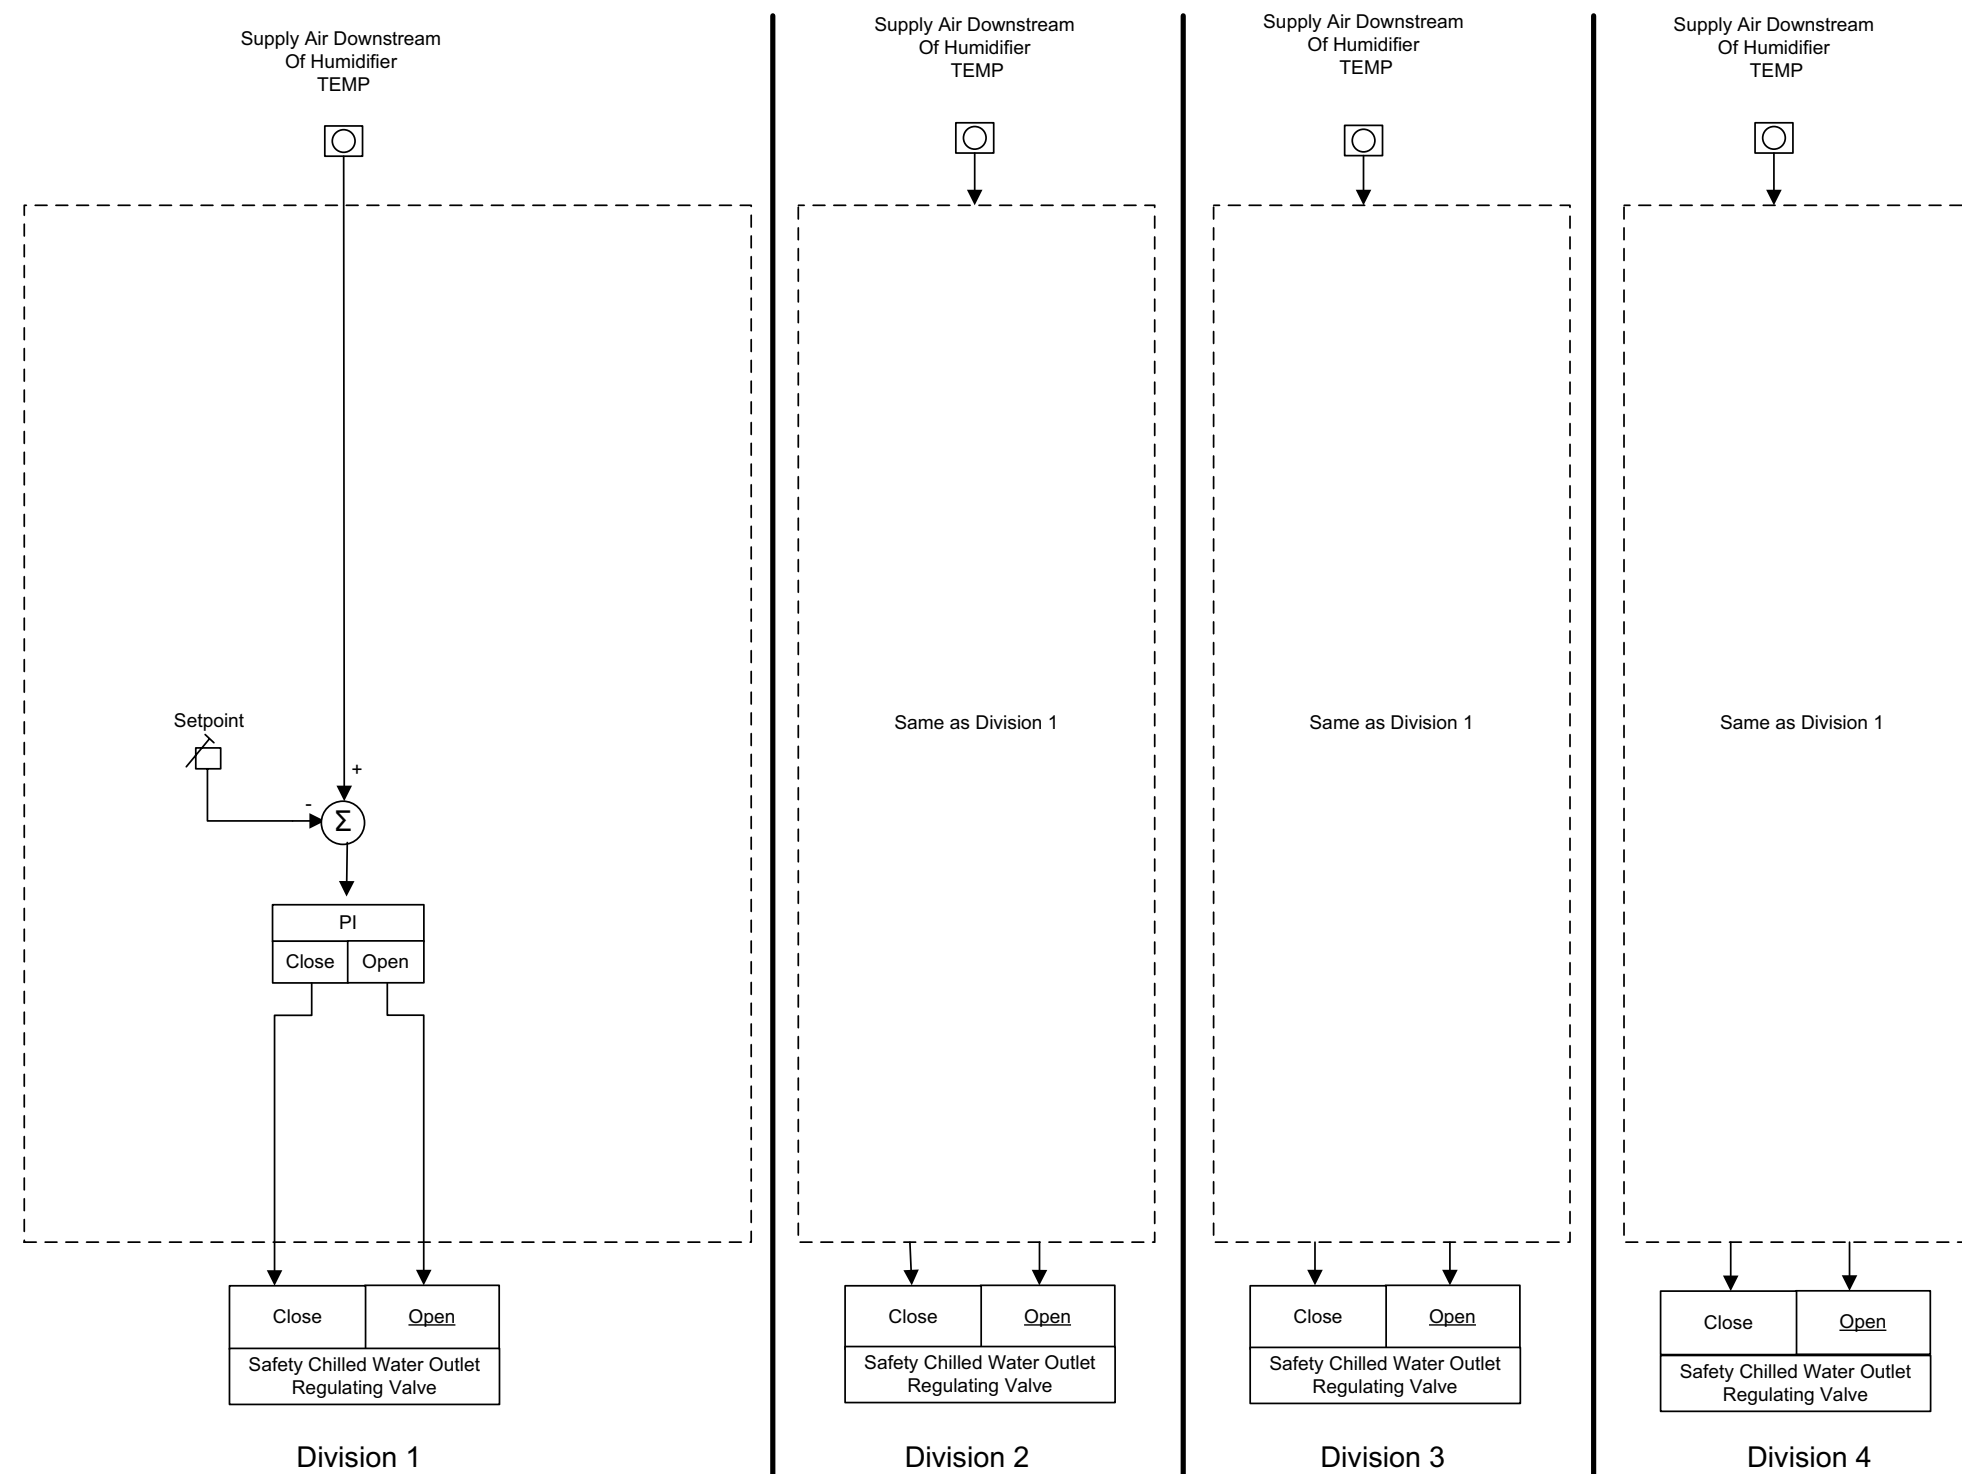 Supply Air Downstream
Of Humidifier
TEMP
Setpoint
+
-
Σ
PI
Close
Open
Close
Open
Safety Chilled Water Outlet
Regulating Valve
Division 1
Supply Air Downstream
Of Humidifier
TEMP
Same as Division 1
Close
Open
Safety Chilled Water Outlet
Regulating Valve
Division 2
Supply Air Downstream
Of Humidifier
TEMP
Same as Division 1
Close
Open
Safety Chilled Water Outlet
Regulating Valve
Division 3
Supply Air Downstream
Of Humidifier
TEMP
Same as Division 1
Close
Open
Safety Chilled Water Outlet
Regulating Valve
Division 4